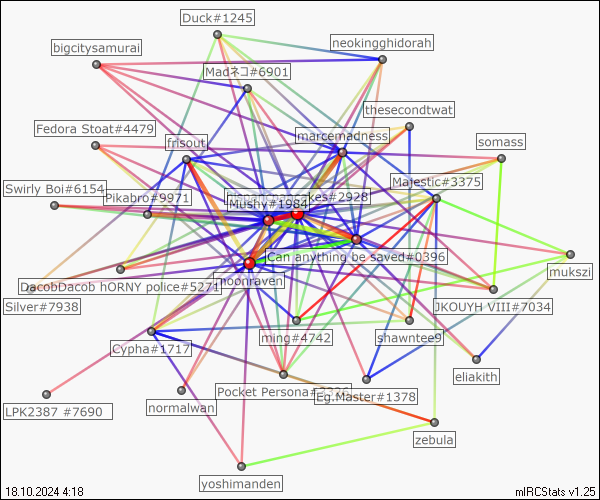 Duck#1245
bigcitysamurai
neokingghidorah
Madネコ#6901
thesecondtwat
Fedora Stoat#4479
marcemadness
frisout
somass
Majestic#3375
Swirly Boi#6154
Pikabro#9971
kes#2928
Mushy#1984
Can anything be saved#0396
mukszi
noonraven
DacobDacob hORNY police#5271
Silver#7938
JKOUYH VIII#7034
ming#4742
shawntee9
Cypha#1717
eliakith
Pocket Persona
Eg.Master#1378
normalwan
LPK2387 #7690
zebula
yoshimanden
18.10.2024 4:18
mIRCStats v1.25